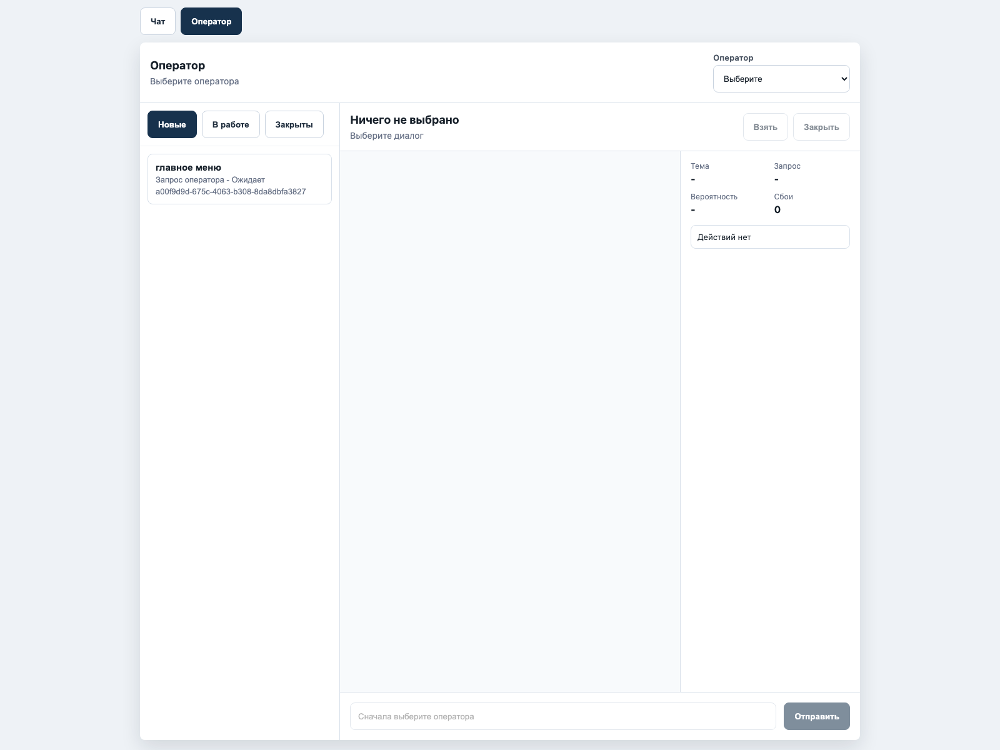 Чат
Оператор
Оператор
Выберите оператора
Оператор
Выберите
Новые
В работе
Закрыты
главное меню
Запрос оператора - Ожидает
a00f9d9d-675c-4063-b308-8da8dbfa3827
Ничего не выбрано
Выберите диалог
Взять
Закрыть
Тема
Запрос
-
-
Вероятность
Сбои
-
0
Действий нет
Сначала выберите оператора
Отправить